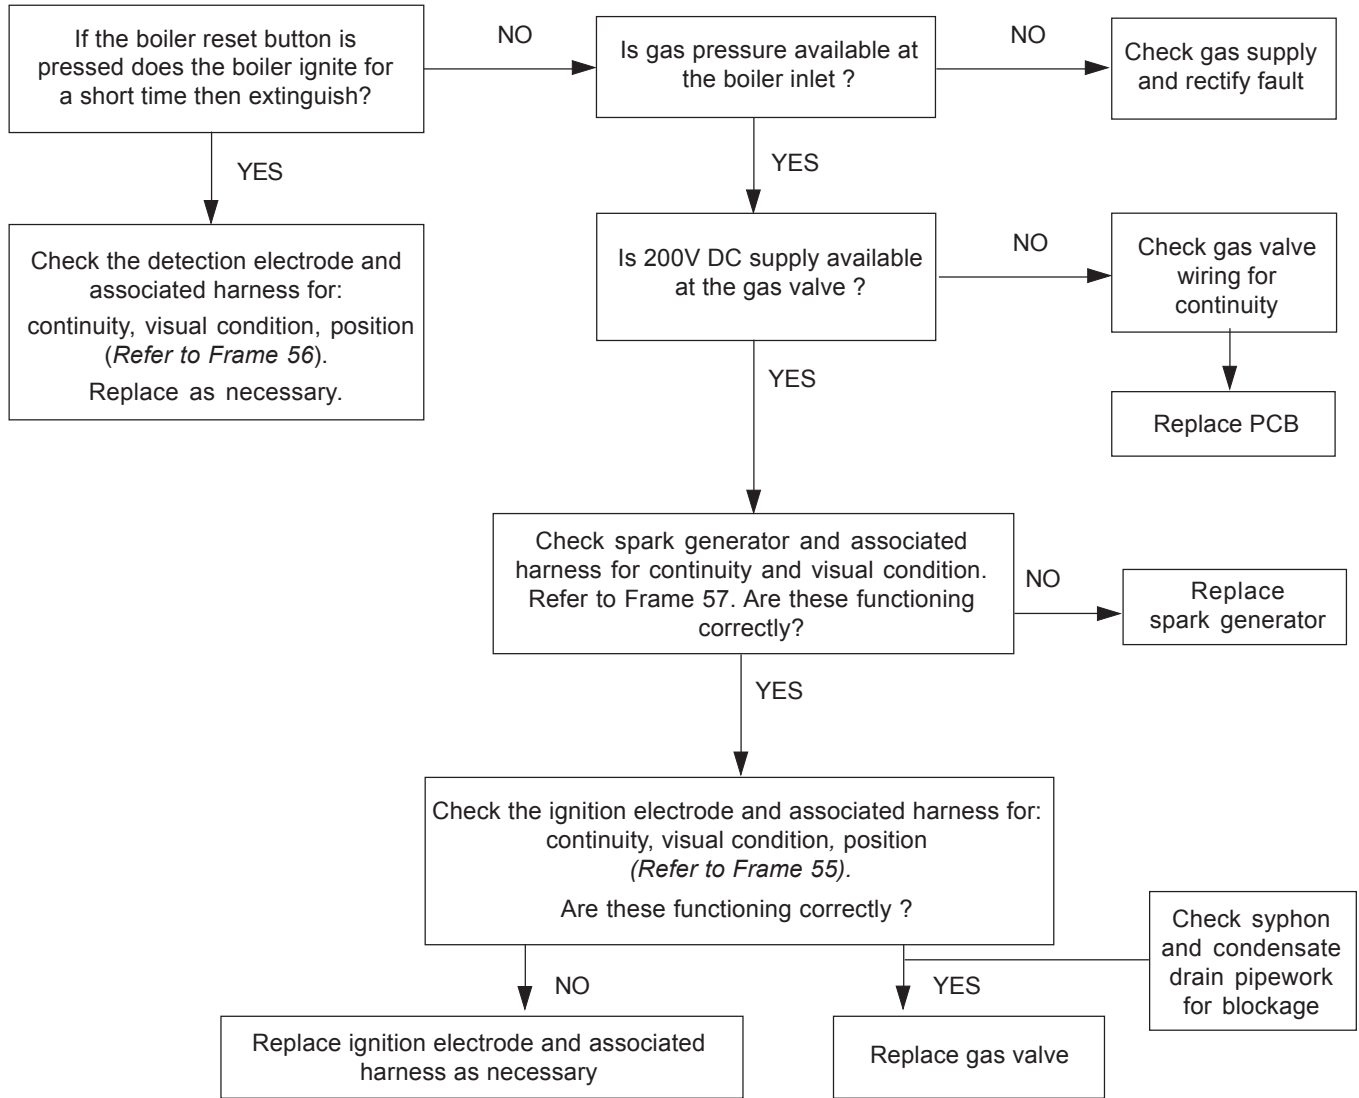 If the boiler reset button is
pressed does the boiler ignite for
a short time then extinguish?
NO
Is gas pressure available at
the boiler inlet ?
NO
Check gas supply
and rectify fault
YES
YES
Check the detection electrode and
associated harness for:
continuity, visual condition, position
(Refer to Frame 56).
Replace as necessary.
Is 200V DC supply available
at the gas valve ?
NO
Check gas valve
wiring for
continuity
YES
Replace PCB
Check spark generator and associated
harness for continuity and visual condition.
Refer to Frame 57. Are these functioning
correctly?
NO
Replace
spark generator
YES
Check the ignition electrode and associated harness for:
continuity, visual condition, position
(Refer to Frame 55).
Are these functioning correctly ?
Check syphon
and condensate
drain pipework
for blockage
NO
YES
Replace ignition electrode and associated
harness as necessary
Replace gas valve